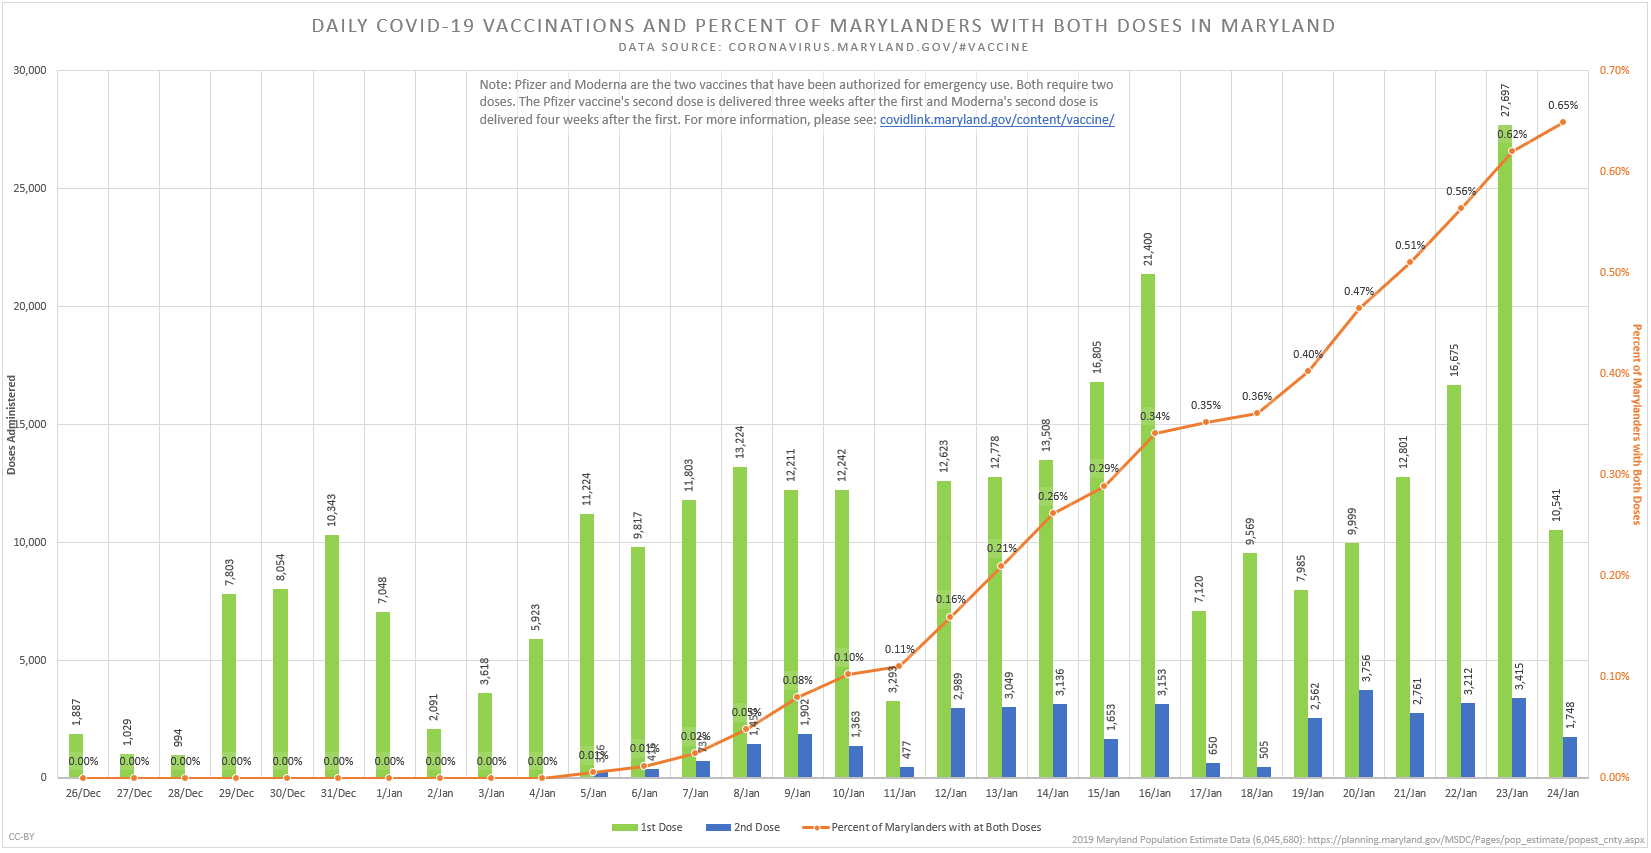 DAILY COVID-19 VACCINATIONS AND PERCENT OF MARYLANDERS WITH BOTH DOSES IN MARYLAND
DATA SOURCE: CORONAVIRUS.MARYLAND.GOV/#VACCINE
Note: Pfizer and Moderna are the two vaccines that have been authorized for emergency use. Both require two
doses. The Pfizer vaccine's second dose is delivered three weeks after the first and Moderna's second dose is
delivered four weeks after the first. For more information, please see: covidlink.maryland.gov/content/vaccine/
Doses Administered
30,000
25,000
20,000
15,000
10,000
5,000
0
Percent of Marylanders with Both Doses
0.70%
0.60%
0.50%
0.40%
0.30%
0.20%
0.10%
0.00%
1,887
1,029
994
7,803
8,054
10,343
7,048
2,091
3,618
5,923
11,224
9,817
11,803
13,224
12,211
12,242
3,293
12,623
12,778
13,508
16,805
21,400
7,120
9,569
7,985
9,999
12,801
16,675
27,697
10,541
1,902
1,363
477
2,989
3,049
3,136
1,653
3,153
650
505
2,562
3,756
2,761
3,212
3,415
1,748
0.00%
0.00%
0.00%
0.00%
0.00%
0.00%
0.00%
0.00%
0.00%
0.00%
0.01%
0.01%
0.02%
0.05%
0.08%
0.10%
0.11%
0.16%
0.21%
0.26%
0.29%
0.34%
0.35%
0.36%
0.40%
0.47%
0.51%
0.56%
0.62%
0.65%
26/Dec
27/Dec
28/Dec
29/Dec
30/Dec
31/Dec
1/Jan
2/Jan
3/Jan
4/Jan
5/Jan
6/Jan
7/Jan
8/Jan
9/Jan
10/Jan
11/Jan
12/Jan
13/Jan
14/Jan
15/Jan
16/Jan
17/Jan
18/Jan
19/Jan
20/Jan
21/Jan
22/Jan
23/Jan
24/Jan
1st Dose
2nd Dose
Percent of Marylanders with at Both Doses
CC-BY
2019 Maryland Population Estimate Data (6,045,680): https://planning.maryland.gov/MSDC/Pages/pop_estimate/popest_cnty.aspx